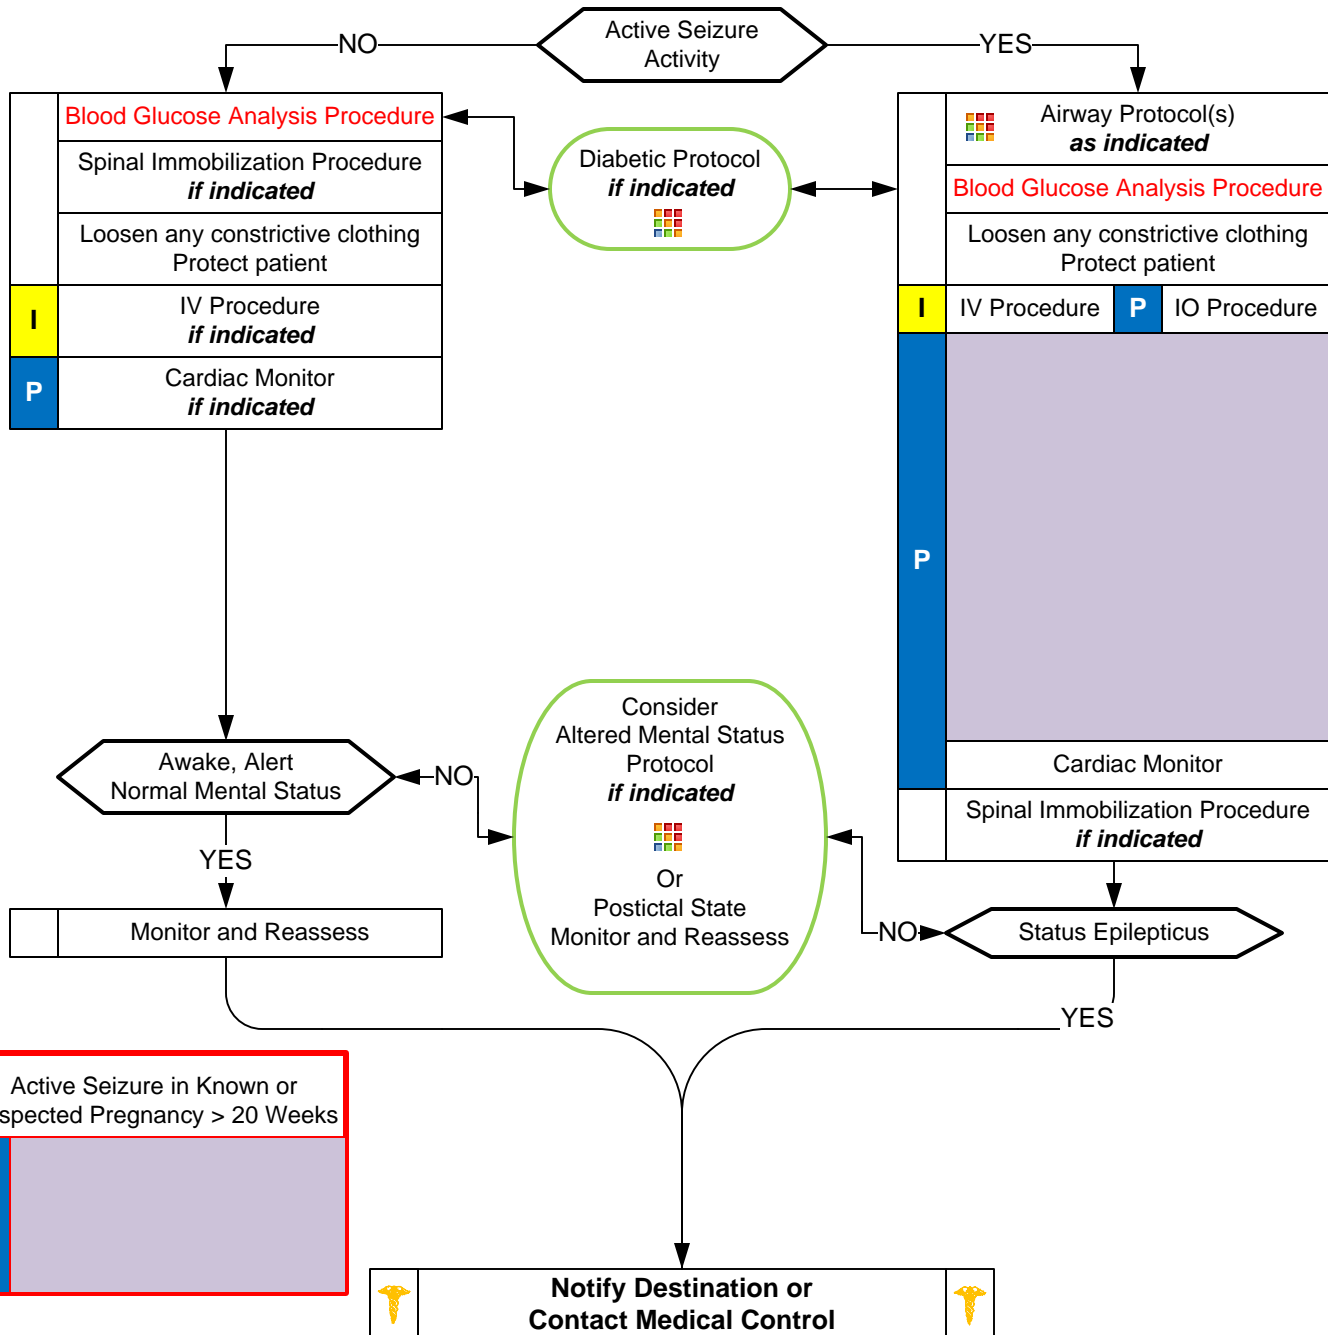 Active Seizure
Activity
NO
YES
Blood Glucose Analysis Procedure
Spinal Immobilization Procedure
if indicated
Loosen any constrictive clothing
Protect patient
I
IV Procedure
if indicated
P
Cardiac Monitor
if indicated
Diabetic Protocol
if indicated
Airway Protocol(s)
as indicated
Blood Glucose Analysis Procedure
Loosen any constrictive clothing
Protect patient
I
IV Procedure
P
IO Procedure
P
Cardiac Monitor
Spinal Immobilization Procedure
if indicated
Awake, Alert
Normal Mental Status
NO
Consider
Altered Mental Status
Protocol
if indicated
Or
Postictal State
Monitor and Reassess
YES
Monitor and Reassess
NO
Status Epilepticus
YES
Active Seizure in Known or
spected Pregnancy > 20 Weeks
Notify Destination or
Contact Medical Control